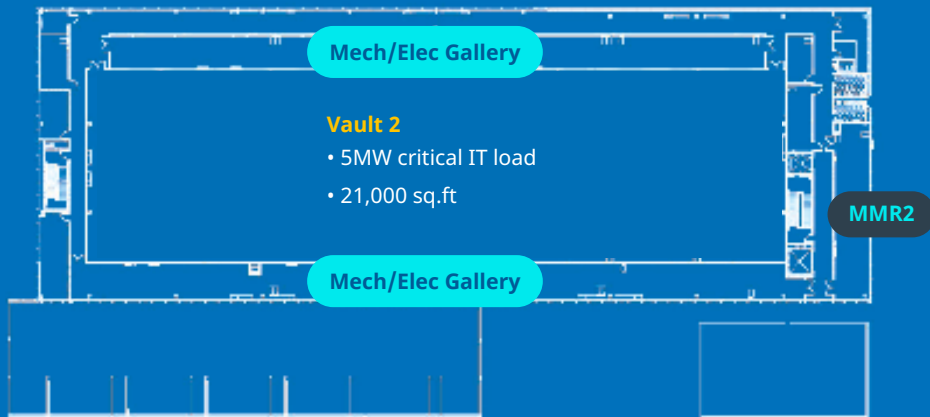 Mech/Elec Gallery
Vault 2
• 5MW critical IT load
• 21,000 sq.ft
MMR2
Mech/Elec Gallery